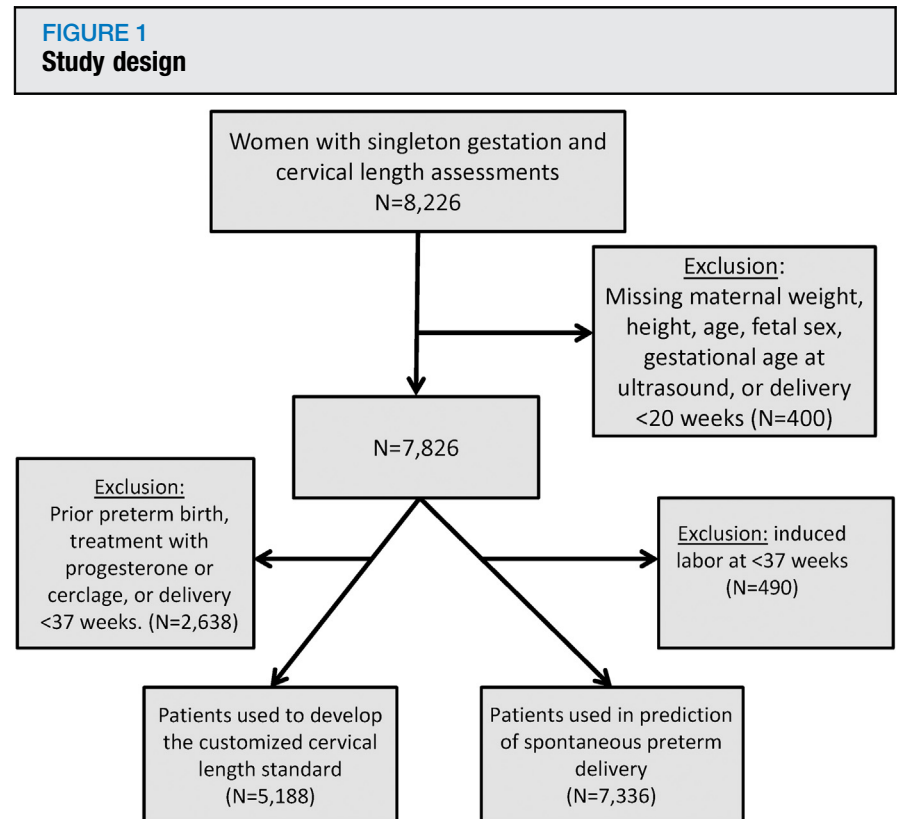 FIGURE 1
Study design
Women with singleton gestation and
cervical length assessments
N=8,226
Exclusion:
Missing maternal weight,
height, age, fetal sex,
gestational age at
ultrasound, or delivery
<20 weeks (N=400)
N=7,826
Exclusion:
Prior preterm birth,
treatment with
progesterone or
cerclage, or delivery
<37 weeks. (N=2,638)
Exclusion: induced
labor at <37 weeks
(N=490)
Patients used to develop
the customized cervical
length standard
(N=5,188)
Patients used in prediction
of spontaneous preterm
delivery
(N=7,336)